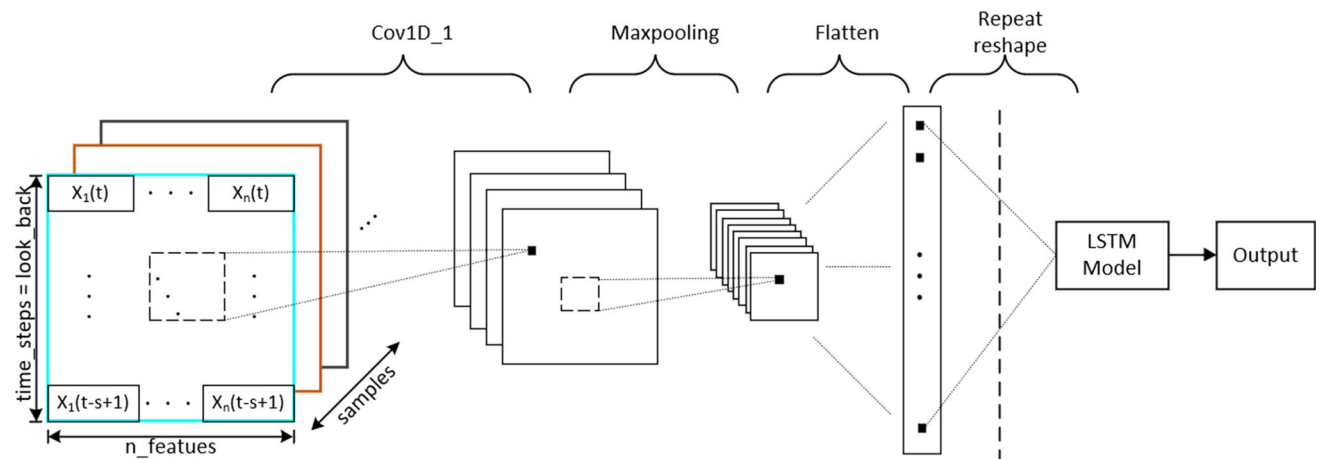 Cov1D_1
Maxpooling
Flatten
Repeat
reshape
X₁(t) · · · Xₙ(t)
time_steps = look_back
X₁(t-s+1) · · · Xₙ(t-s+1)
n_featues
samples
LSTM
Model
Output